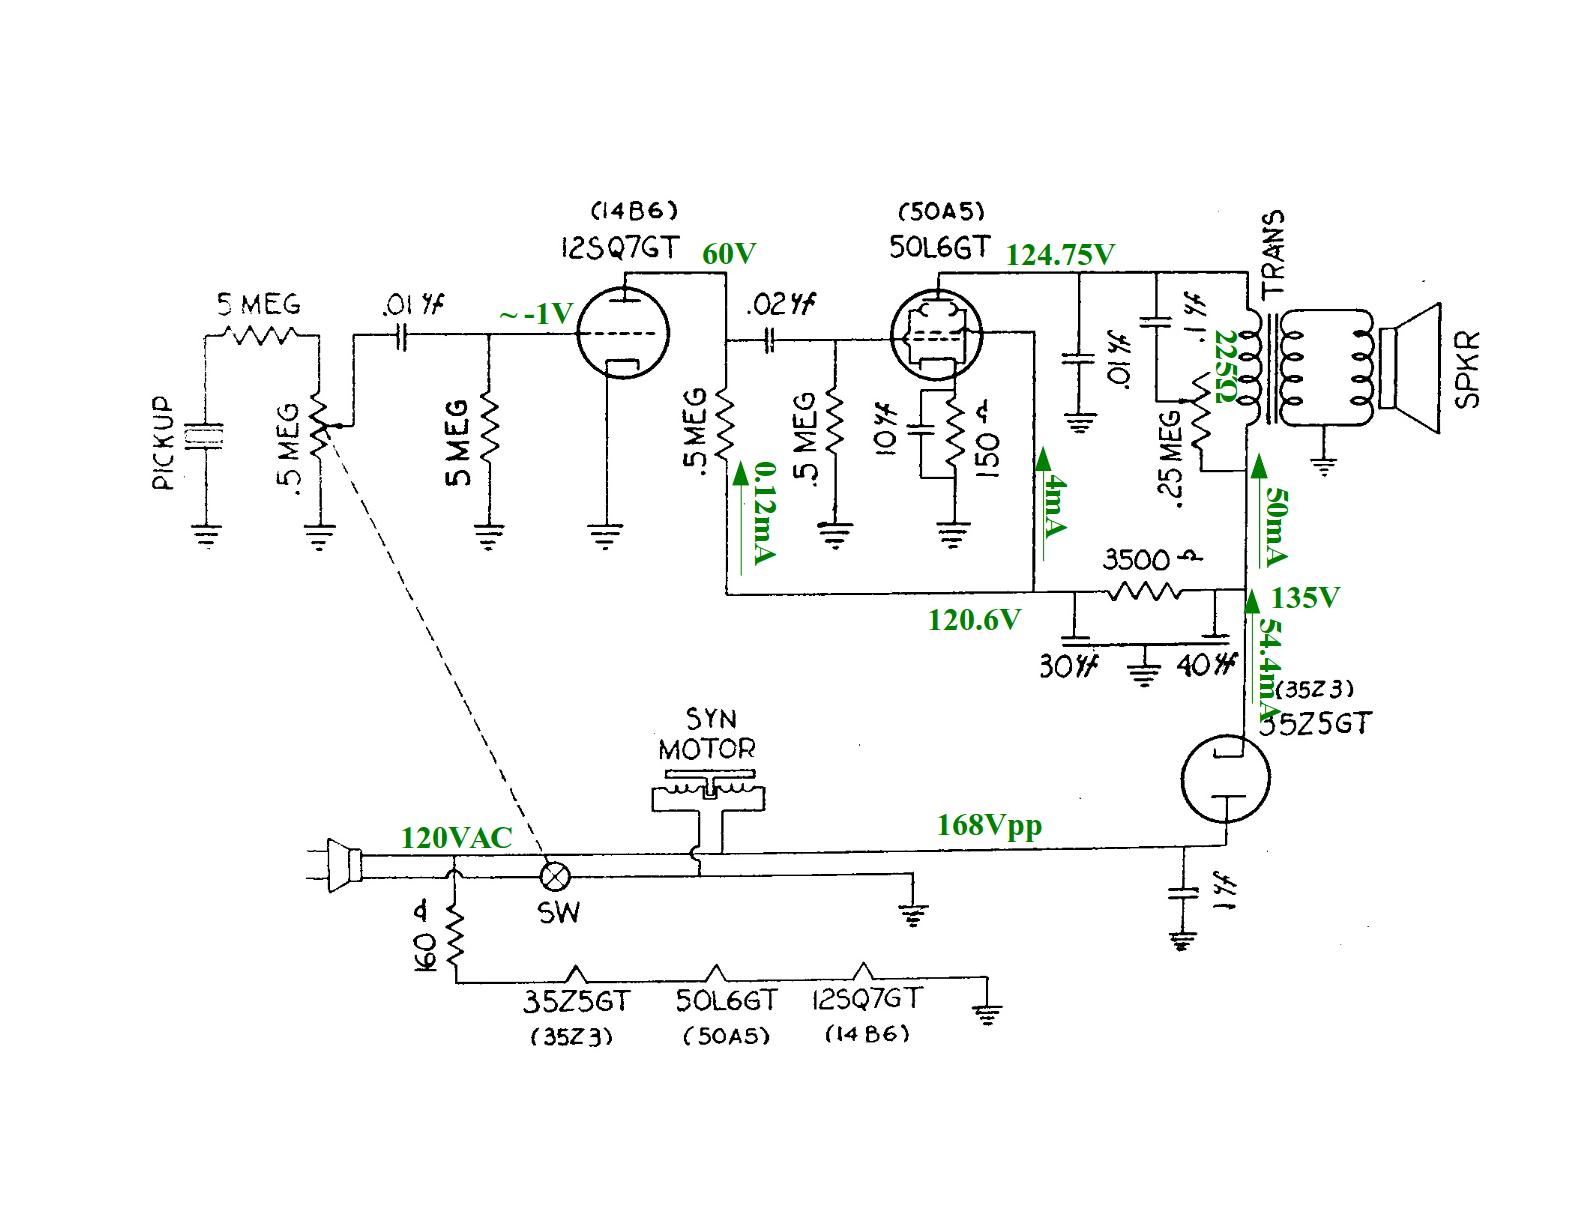 (14B6)
12SQ7GT
60V
(50A5)
50L6GT
124.75V
TRANS
5 MEG
.01 µf
~ -1V
.02 µf
.1 µf
.01 µf
225Ω
SPKR
PICKUP
.5 MEG
5 MEG
.5 MEG
.5 MEG
10 µf
150 Ω
.25 MEG
0.12mA
4mA
50mA
3500 Ω
135V
120.6V
30 µf
40 µf
54.4mA
(35Z3)
35Z5GT
SYN
MOTOR
120VAC
168Vpp
.1 µf
SW
160 Ω
35Z5GT
50L6GT
12SQ7GT
(35Z3)
(50A5)
(14B6)